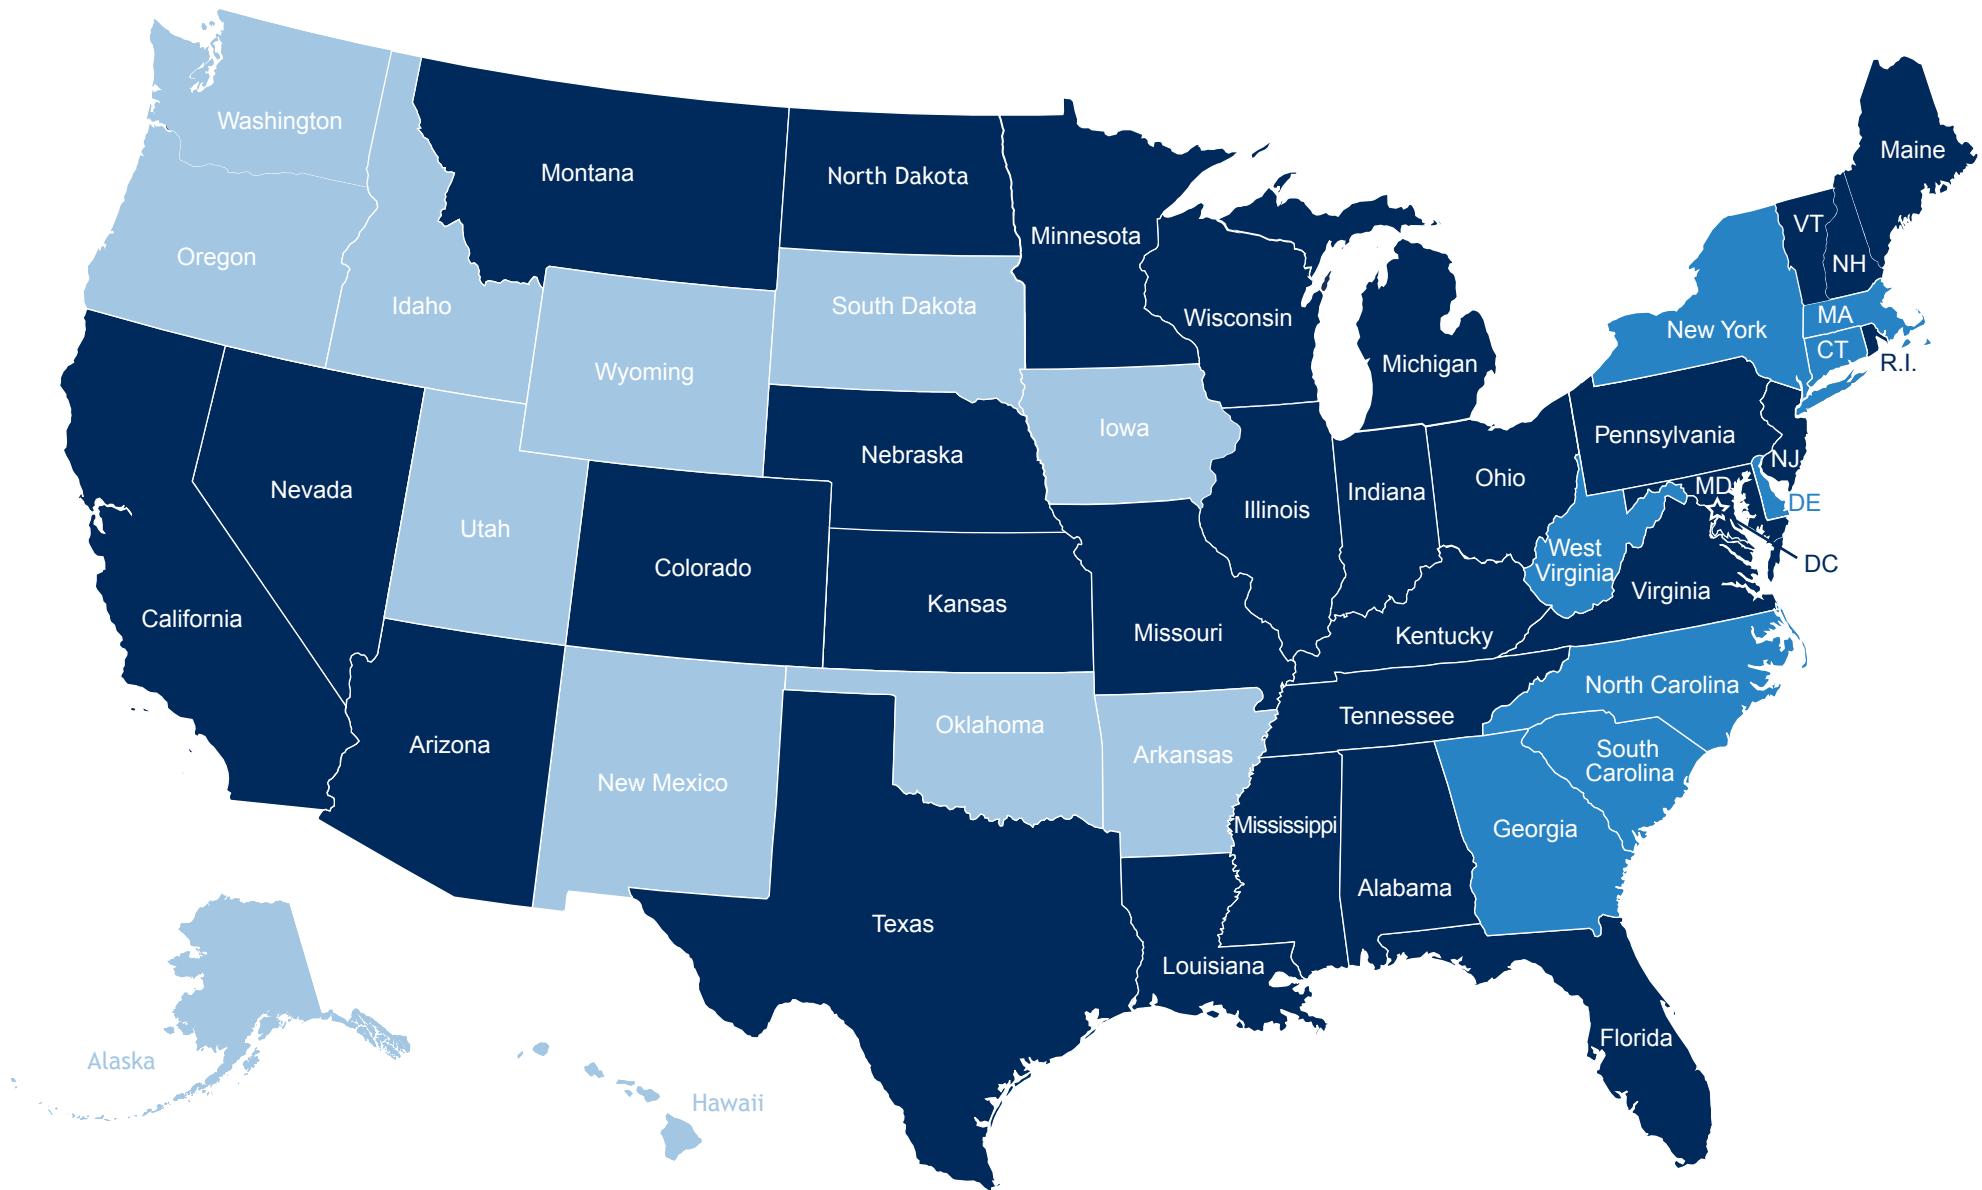 Washington
Montana
North Dakota
Minnesota
Maine
VT
NH
Oregon
Idaho
South Dakota
Wisconsin
Michigan
New York
MA
CT
R.I.
Wyoming
Iowa
Nebraska
Pennsylvania
NJ
Nevada
Utah
Illinois
Indiana
Ohio
MD
DE
Colorado
Kansas
West
Virginia
DC
California
Missouri
Kentucky
Virginia
Arizona
New Mexico
Oklahoma
Arkansas
Tennessee
North Carolina
South
Carolina
Mississippi
Alabama
Georgia
Texas
Louisiana
Florida
Alaska
Hawaii